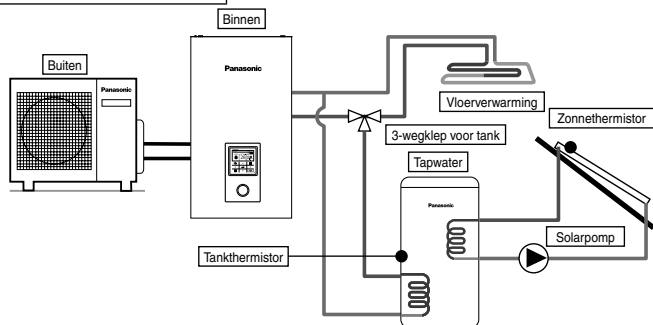 Binnen
Buiten
Panasonic
Panasonic
Vloerverwarming
Zonnethermistor
3-wegklep voor tank
Tapwater
Panasonic
Solarpomp
Tankthermistor